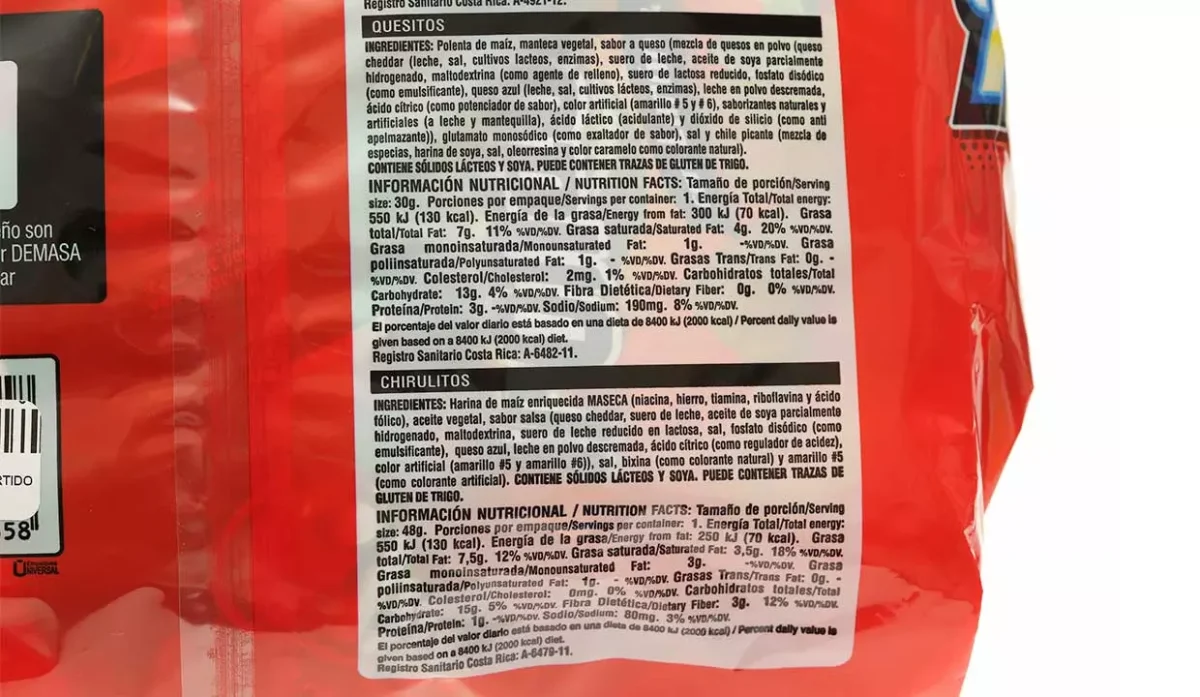 Registro Sanitario Costa Rica: A-4921-12.
QUESITOS
INGREDIENTES: Polenta de maíz, manteca vegetal, sabor a queso (mezcla de quesos en polvo (queso
cheddar (leche, sal, cultivos lacteos, enzimas), suero de leche, aceite de soya parcialmente
hidrogenado, maltodextrina (como agente de relleno), suero de lactosa reducido, fosfato disódico
(como emulsificante), queso azul (leche, sal, cultivos lácteos, enzimas), leche en polvo descremada,
ácido cítrico (como potenciador de sabor), color artificial (amarillo # 5 y # 6), saborizantes naturales y
artificiales (a leche y mantequilla), ácido láctico (acidulante) y dióxido de silicio (como anti
apelmazante)), glutamato monosódico (como exaltador de sabor), sal y chile picante (mezcla de
especias, harina de soya, sal, oleorresina y color caramelo como colorante natural).
CONTIENE SÓLIDOS LÁCTEOS Y SOYA. PUEDE CONTENER TRAZAS DE GLUTEN DE TRIGO.
INFORMACIÓN NUTRICIONAL / NUTRITION FACTS: Tamaño de porción/Serving
size: 30g. Porciones por empaque/Servings per container: 1. Energía Total/Total energy:
550 kJ (130 kcal). Energía de la grasa/Energy from fat: 300 kJ (70 kcal). Grasa
total/Total Fat: 7g. 11% %VD/%DV. Grasa saturada/Saturated Fat: 4g. 20% %VD/%DV.
Grasa monoinsaturada/Monounsaturated Fat: 1g. -%VD/%DV. Grasa
poliinsaturada/Polyunsaturated Fat: 1g. - %VD/%DV. Grasas Trans/Trans Fat: 0g. -
%VD/%DV. Colesterol/Cholesterol: 2mg. 1% %VD/%DV. Carbohidratos totales/Total
Carbohydrate: 13g. 4% %VD/%DV. Fibra Dietética/Dietary Fiber: 0g. 0% %VD/%DV.
Proteína/Protein: 3g. -%VD/%DV. Sodio/Sodium: 190mg. 8% %VD/%DV.
El porcentaje del valor diario está basado en una dieta de 8400 kJ (2000 kcal) / Percent daily value is
given based on a 8400 kJ (2000 kcal) diet.
Registro Sanitario Costa Rica: A-6482-11.
CHIRULITOS
INGREDIENTES: Harina de maíz enriquecida MASECA (niacina, hierro, tiamina, riboflavina y ácido
fólico), aceite vegetal, sabor salsa (queso cheddar, suero de leche, aceite de soya parcialmente
hidrogenado, maltodextrina, suero de leche reducido en lactosa, sal, fosfato disódico (como
emulsificante), queso azul, leche en polvo descremada, ácido cítrico (como regulador de acidez),
color artificial (amarillo #5 y amarillo #6)), sal, bixina (como colorante natural) y amarillo #5
(como colorante artificial). CONTIENE SÓLIDOS LÁCTEOS Y SOYA. PUEDE CONTENER TRAZAS DE
GLUTEN DE TRIGO.
INFORMACIÓN NUTRICIONAL / NUTRITION FACTS: Tamaño de porción/Serving
size: 48g. Porciones por empaque/Servings per container: 1. Energía Total/Total energy:
550 kJ (130 kcal). Energía de la grasa/Energy from fat: 250 kJ (70 kcal). Grasa
total/Total Fat: 7,5g. 12% %VD/%DV. Grasa saturada/Saturated Fat: 3,5g. 18% %VD/%DV.
Grasa monoinsaturada/Monounsaturated Fat: 3g. -%VD/%DV. Grasa
poliinsaturada/Polyunsaturated Fat: 1g. - %VD/%DV. Grasas Trans/Trans Fat: 0g. -
%VD/%DV. Colesterol/Cholesterol: 0mg. 0% %VD/%DV. Carbohidratos totales/Total
Carbohydrate: 15g. 5% %VD/%DV. Fibra Dietética/Dietary Fiber: 3g. 12% %VD/%DV.
Proteína/Protein: 1g. -%VD/%DV. Sodio/Sodium: 80mg. 3% %VD/%DV.
El porcentaje del valor diario está basado en una dieta de 8400 kJ (2000 kcal) / Percent daily value is
given based on a 8400 kJ (2000 kcal) diet.
Registro Sanitario Costa Rica: A-6479-11.
ño son
r DEMASA
ar
RTIDO
58
UNIVERSAL